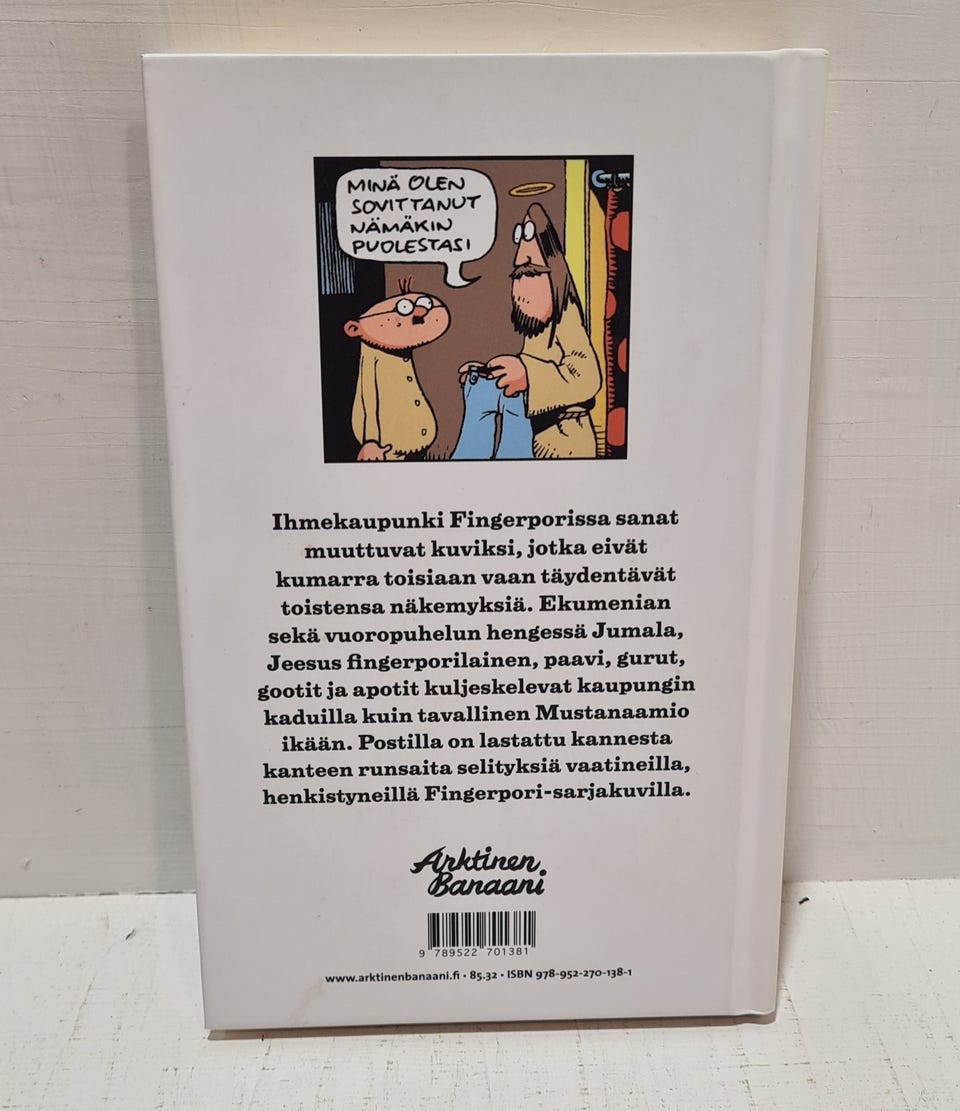 MINÄ OLEN
SOVITTANUT
NÄMÄKIN
PUOLESTASI
Ihmekaupunki Fingerporissa sanat
muuttuvat kuviksi, jotka eivät
kumarra toisiaan vaan täydentävät
toistensa näkemyksiä. Ekumenian
sekä vuoropuhelun hengessä Jumala,
Jeesus fingerporilainen, paavi, gurut,
gootit ja apotit kuljeskelevat kaupungin
kaduilla kuin tavallinen Mustanaamio
ikään. Postilla on lastattu kannesta
kanteen runsaita selityksiä vaatineilla,
henkistyneillä Fingerpori-sarjakuvilla.
Arktinen
Banaani
9 789522 701381
www.arktinenbanaani.fi • 85.32 • ISBN 978-952-270-138-1